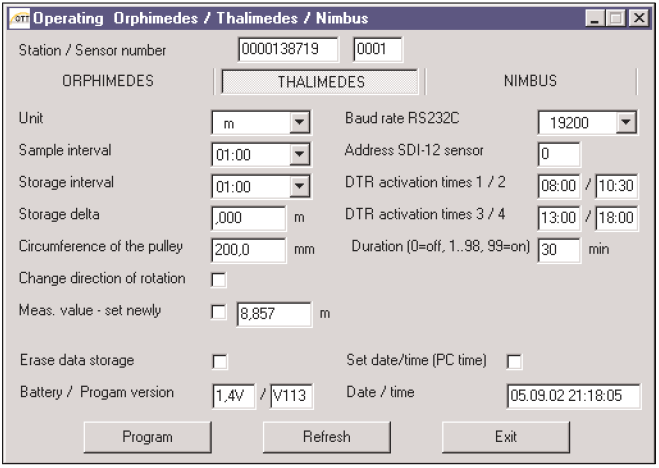 OTT Operating Orphimedes / Thalimedes / Nimbus
Station / Sensor number 0000138719 0001
ORPHIMEDES THALIMEDES NIMBUS
Unit m Baud rate RS232C 19200
Sample interval 01:00 Address SDI-12 sensor 0
Storage interval 01:00 DTR activation times 1 / 2 08:00 / 10:30
Storage delta ,000 m DTR activation times 3 / 4 13:00 / 18:00
Circumference of the pulley 200,0 mm Duration (0=off, 1..98, 99=on) 30 min
Change direction of rotation
Meas. value - set newly 8,857 m
Erase data storage Set date/time (PC time)
Battery / Progam version 1,4V / V113 Date / time 05.09.02 21:18:05
Program Refresh Exit